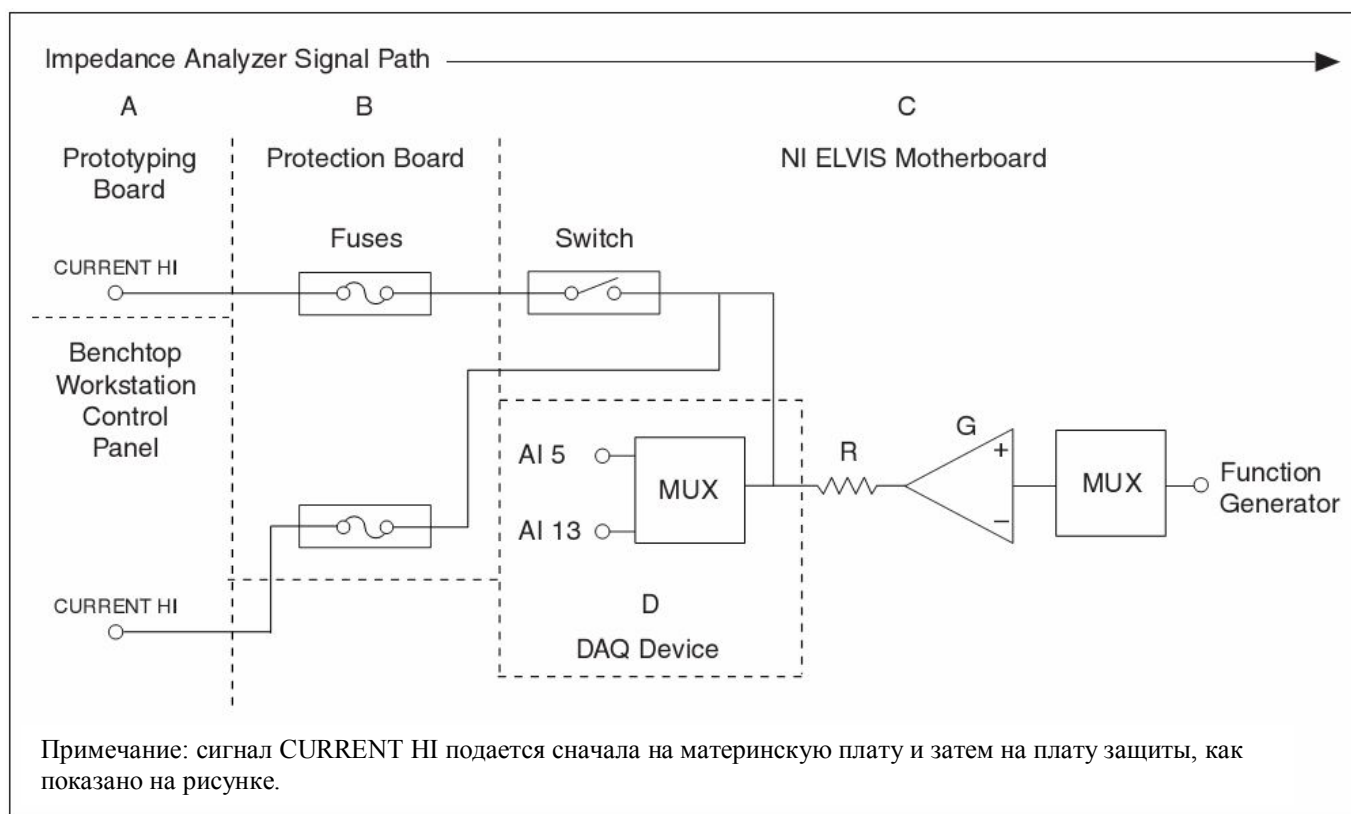 Impedance Analyzer Signal Path
A
B
C
Prototyping
Board
Protection Board
NI ELVIS Motherboard
Fuses
Switch
CURRENT HI
Benchtop
Workstation
Control
Panel
AI 5
AI 13
MUX
R
G
+
−
MUX
Function
Generator
CURRENT HI
D
DAQ Device
Примечание: сигнал CURRENT HI подается сначала на материнскую плату и затем на плату защиты, как
показано на рисунке.